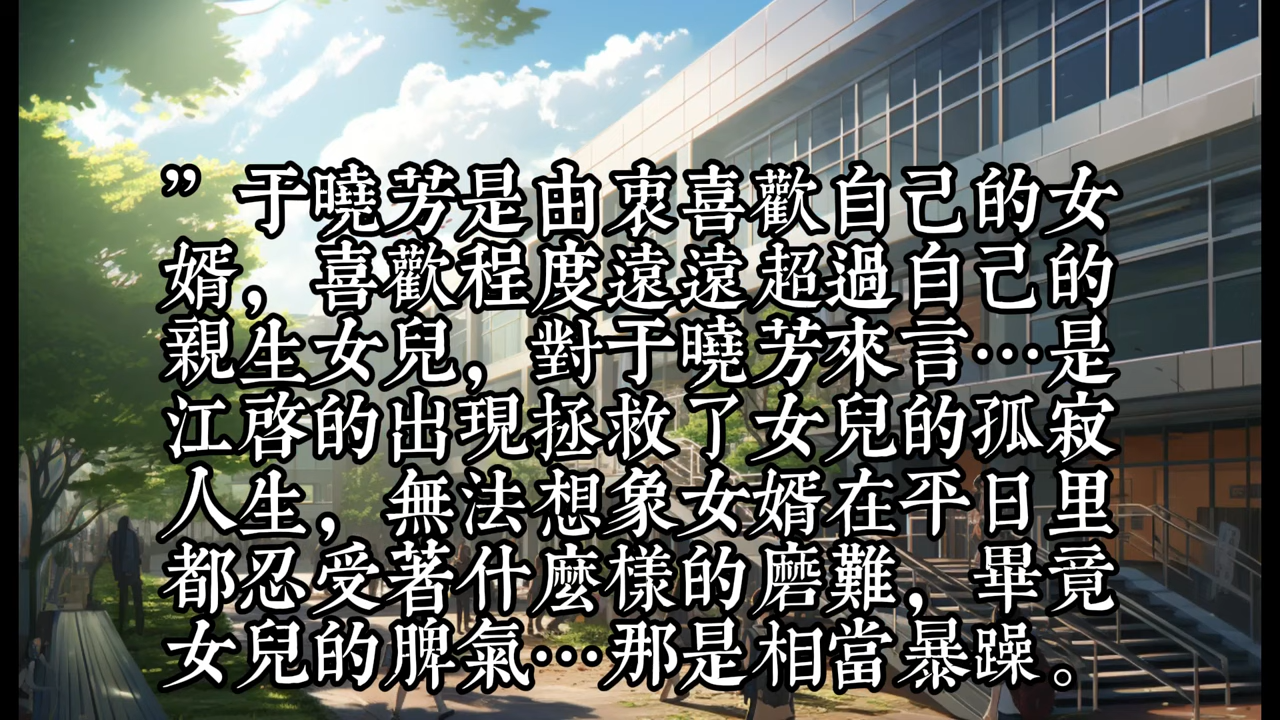 ”于曉芳是由衷喜歡自己的女
婿，喜歡程度遠遠超過自己的
親生女兒，對于曉芳來言…是
江啓的出現拯救了女兒的孤寂
人生，無法想象女婿在平日里
都忍受著什麼樣的磨難，畢竟
女兒的脾氣…那是相當暴躁。